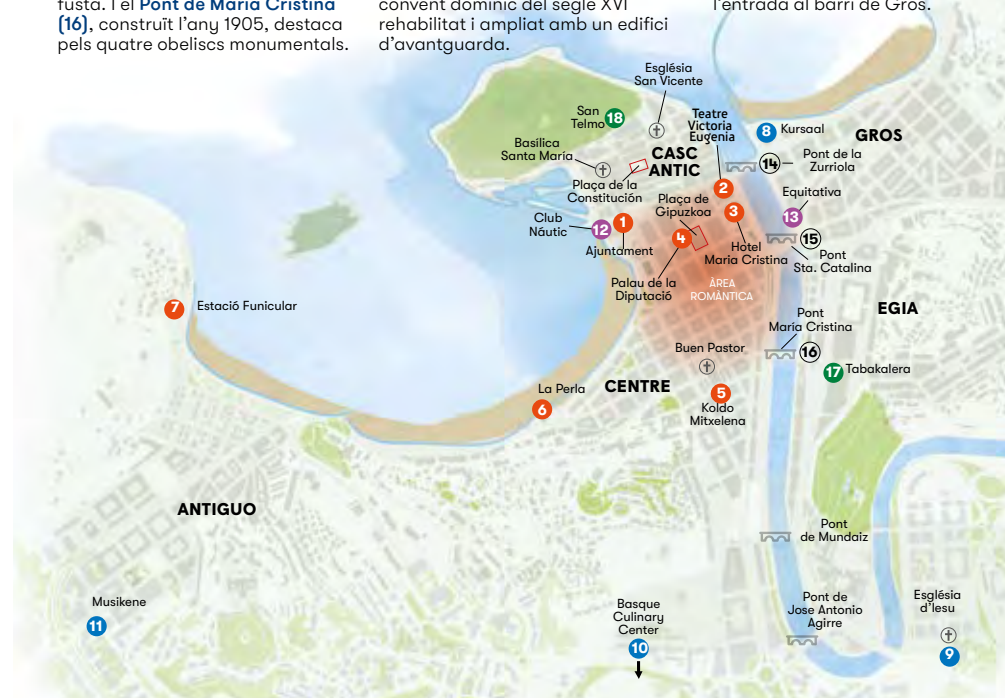 fusta. I el Pont de Maria Cristina
(16), construït l'any 1905, destaca
pels quatre obeliscs monumentals.
convent dominic del segle XVI
rehabilitat i ampliat amb un edifici
d'avantguarda.
l'entrada al barri de Gros.
Església
San Vicente
San
Telmo
18
Teatre
Victoria
Eugenia
8
Kursaal
GROS
Basílica
Santa María
CASC
ANTIC
14
Pont de la
Zurriola
Plaça de la
Constitución
2
Plaça de
Gipuzkoa
3
Equitativa
13
Club
Nàutic
12
1
Ajuntament
4
Hotel
Maria Cristina
15
Pont
Sta. Catalina
Palau de la
Diputació
ÀREA
ROMÀNTICA
7
Estació Funicular
EGIA
Pont
María Cristina
16
Buen Pastor
17
Tabakalera
La Perla
6
CENTRE
5
Koldo
Mitxelena
ANTIGUO
Pont
de Mundaiz
Musikene
11
Basque
Culinary
Center
10
Pont de
Jose Antonio
Agirre
Església
d'Iesu
9